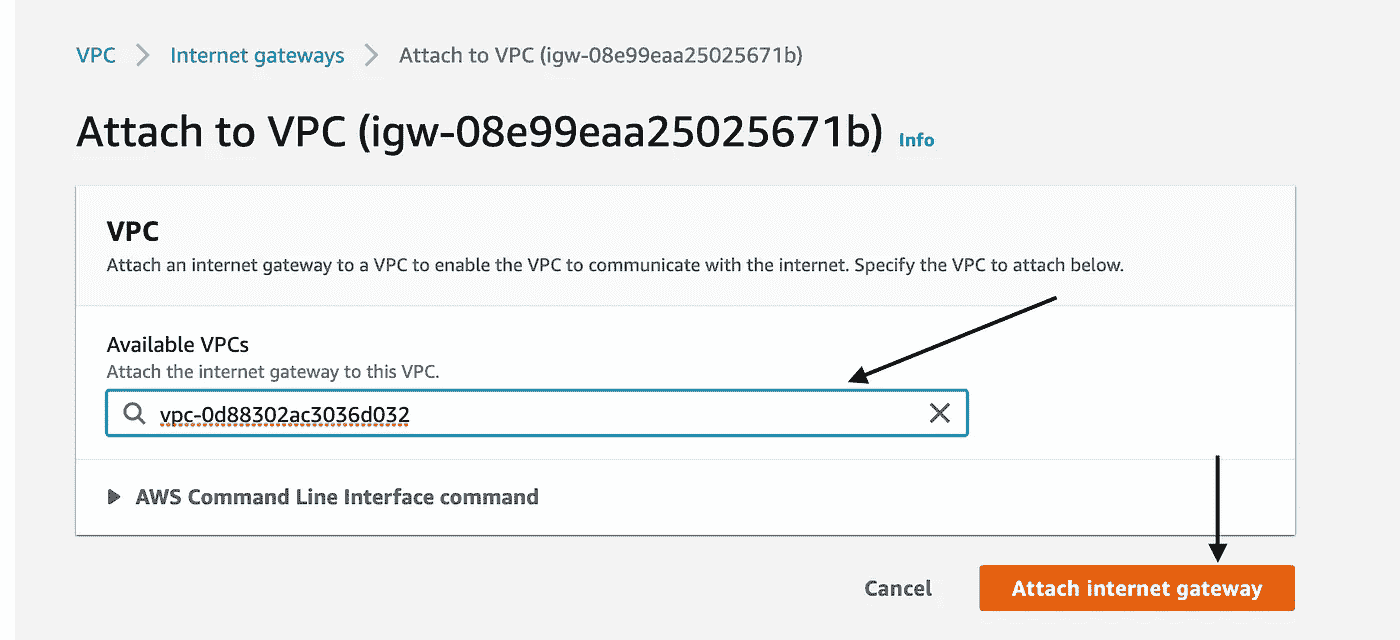 VPC > Internet gateways > Attach to VPC (igw-08e99eaa25025671b)
Attach to VPC (igw-08e99eaa25025671b) Info
VPC
Attach an internet gateway to a VPC to enable the VPC to communicate with the internet. Specify the VPC to attach below.
Available VPCs
Attach the internet gateway to this VPC.
vpc-0d88302ac3036d032
AWS Command Line Interface command
Cancel Attach internet gateway